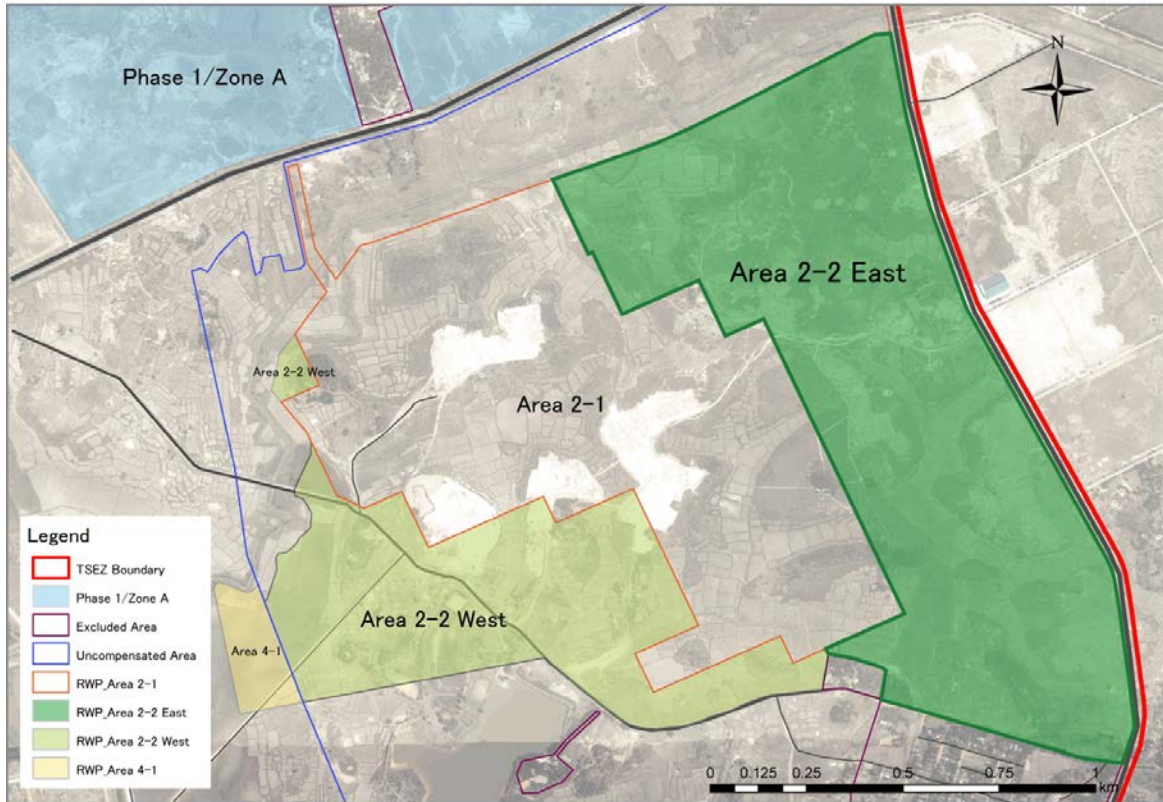 Phase 1/Zone A
N
Area 2-2 East
Area 2-2 West
Area 2-1
Area 2-2 West
Area 4-1
Legend
TSEZ Boundary
Phase 1/Zone A
Excluded Area
Uncompensated Area
RWP_Area 2-1
RWP_Area 2-2 East
RWP_Area 2-2 West
RWP_Area 4-1
0 0.125 0.25 0.5 0.75 1
km